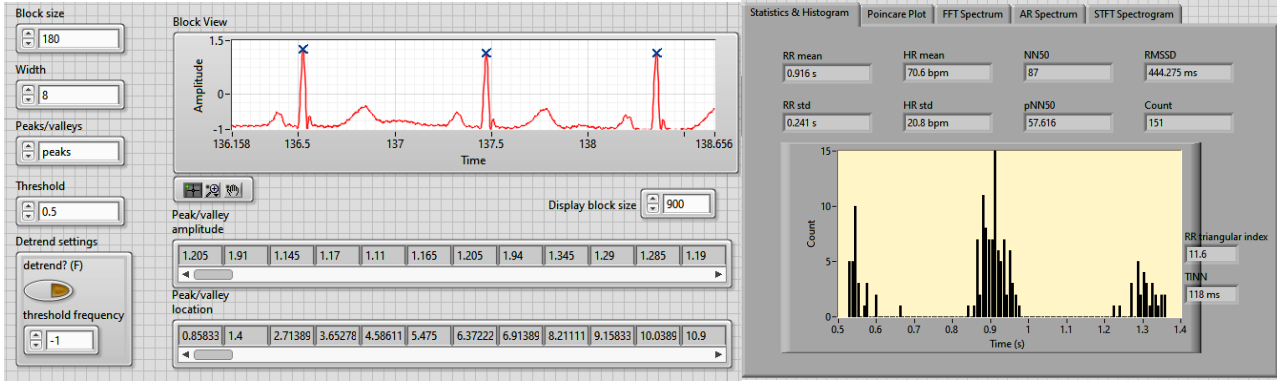 Block size
180
Width
8
Peaks/valleys
peaks
Threshold
0.5
Detrend settings
detrend? (F)
threshold frequency
-1
Block View
Amplitude
1.5
0
-1
136.158 136.5 137 137.5 138 138.656
Time
Display block size 900
Peak/valley
amplitude
1.205 1.91 1.145 1.17 1.11 1.165 1.205 1.94 1.345 1.29 1.285 1.19
Peak/valley
location
0.85833 1.4 2.71389 3.65278 4.58611 5.475 6.37222 6.91389 8.21111 9.15833 10.0389 10.9
Statistics & Histogram Poincare Plot FFT Spectrum AR Spectrum STFT Spectrogram
RR mean HR mean NN50 RMSSD
0.916 s 70.6 bpm 87 444.275 ms
RR std HR std pNN50 Count
0.241 s 20.8 bpm 57.616 151
Count
15
10
5
0
0.5 0.6 0.7 0.8 0.9 1 1.1 1.2 1.3 1.4
Time (s)
RR triangular index
11.6
TINN
118 ms